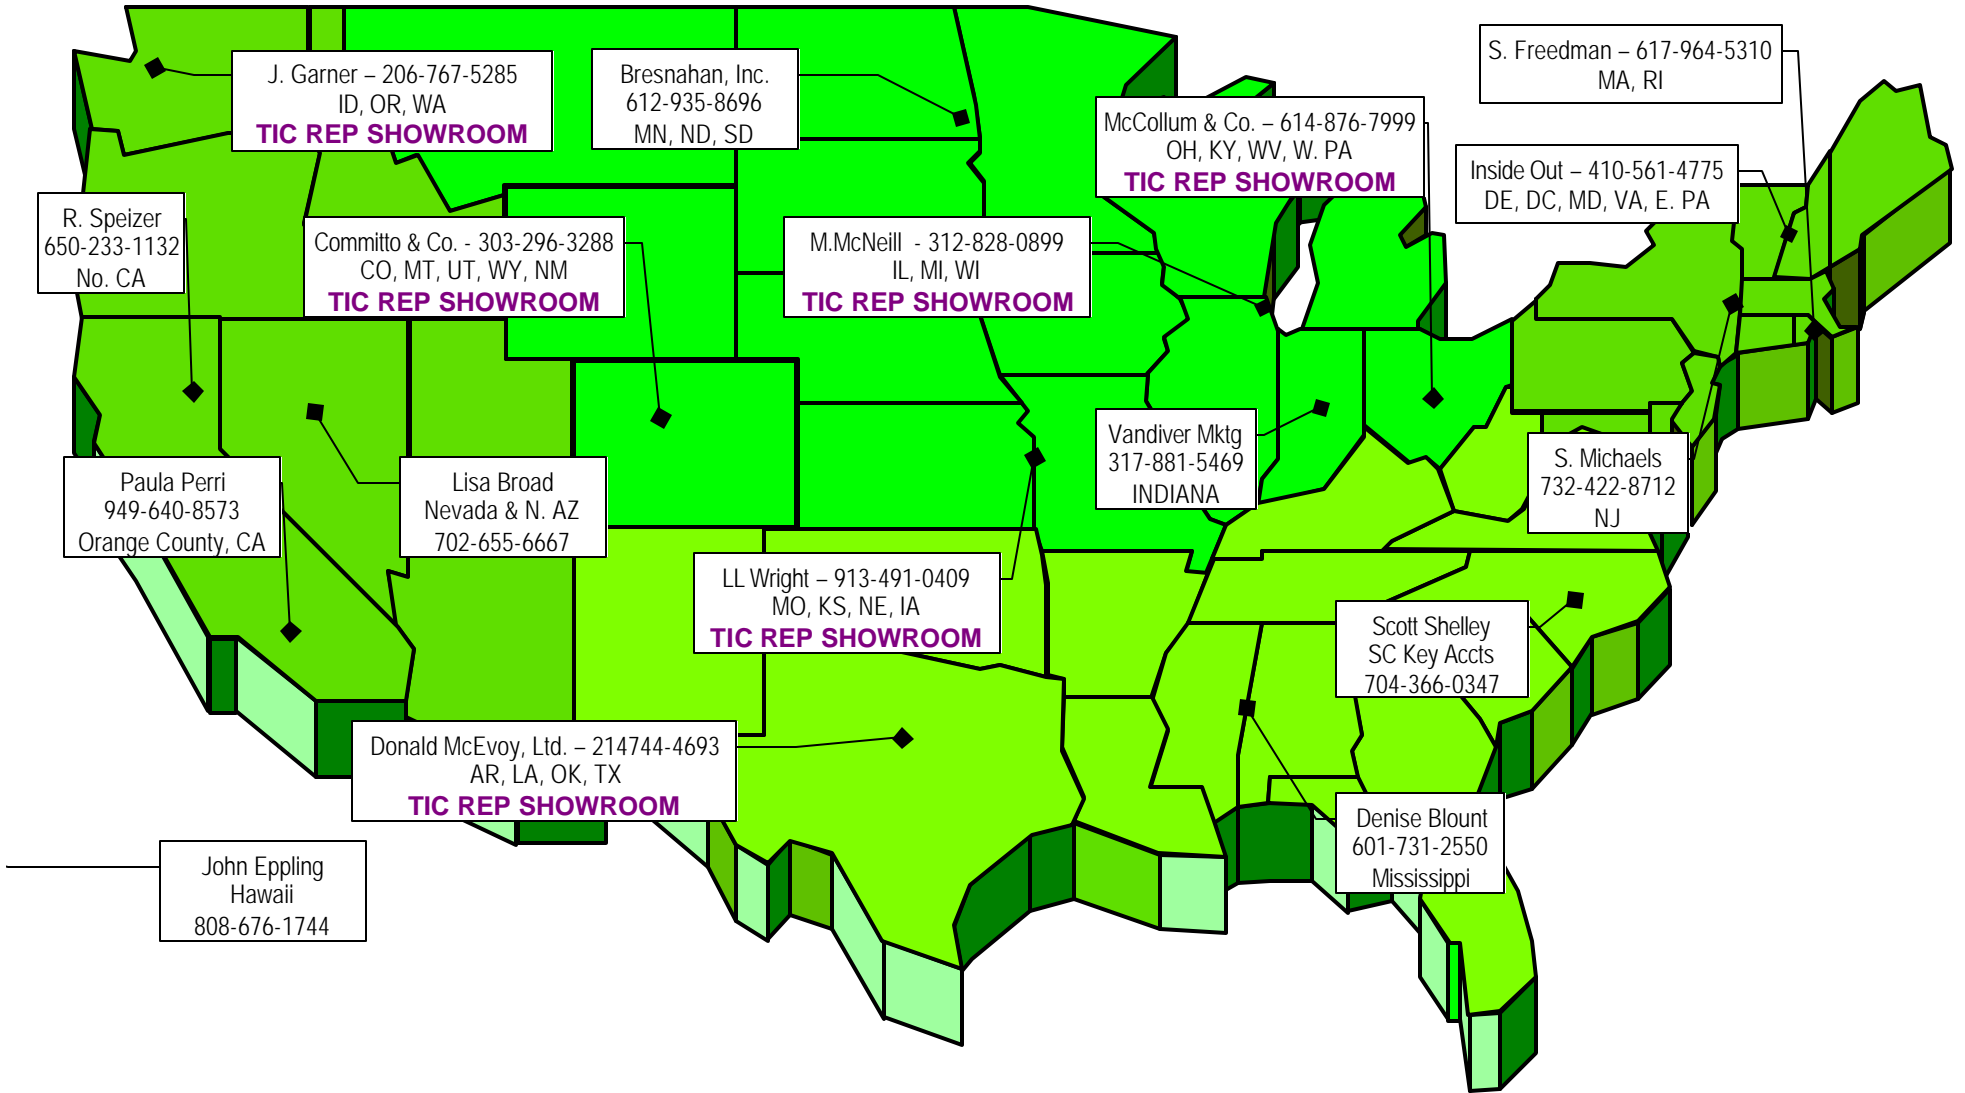 J. Garner – 206-767-5285
ID, OR, WA
TIC REP SHOWROOM
Bresnahan, Inc.
612-935-8696
MN, ND, SD
S. Freedman – 617-964-5310
MA, RI
McCollum & Co. – 614-876-7999
OH, KY, WV, W. PA
TIC REP SHOWROOM
Inside Out – 410-561-4775
DE, DC, MD, VA, E. PA
R. Speizer
650-233-1132
No. CA
Committo & Co. - 303-296-3288
CO, MT, UT, WY, NM
TIC REP SHOWROOM
M.McNeill - 312-828-0899
IL, MI, WI
TIC REP SHOWROOM
Vandiver Mktg
317-881-5469
INDIANA
S. Michaels
732-422-8712
NJ
Paula Perri
949-640-8573
Orange County, CA
Lisa Broad
Nevada & N. AZ
702-655-6667
LL Wright – 913-491-0409
MO, KS, NE, IA
TIC REP SHOWROOM
Scott Shelley
SC Key Accts
704-366-0347
Donald McEvoy, Ltd. – 214744-4693
AR, LA, OK, TX
TIC REP SHOWROOM
Denise Blount
601-731-2550
Mississippi
John Eppling
Hawaii
808-676-1744